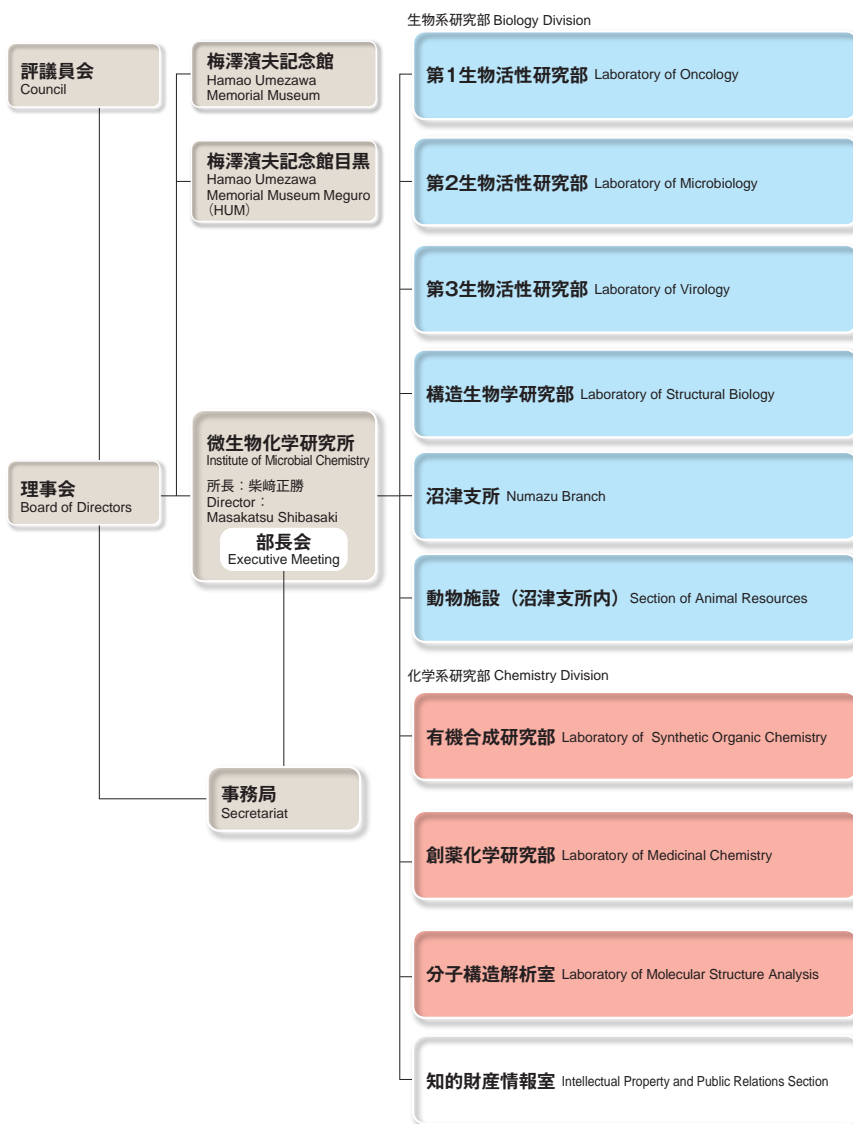 評議員会
Council
梅澤濱夫記念館
Hamao Umezawa
Memorial Museum
梅澤濱夫記念館目黒
Hamao Umezawa
Memorial Museum Meguro
（HUM）
理事会
Board of Directors
微生物化学研究所
Institute of Microbial Chemistry
所長：柴﨑正勝
Director：
Masakatsu Shibasaki
部長会
Executive Meeting
事務局
Secretariat
生物系研究部 Biology Division
第1生物活性研究部 Laboratory of Oncology
第2生物活性研究部 Laboratory of Microbiology
第3生物活性研究部 Laboratory of Virology
構造生物学研究部 Laboratory of Structural Biology
沼津支所 Numazu Branch
動物施設（沼津支所内） Section of Animal Resources
化学系研究部 Chemistry Division
有機合成研究部 Laboratory of Synthetic Organic Chemistry
創薬化学研究部 Laboratory of Medicinal Chemistry
分子構造解析室 Laboratory of Molecular Structure Analysis
知的財産情報室 Intellectual Property and Public Relations Section